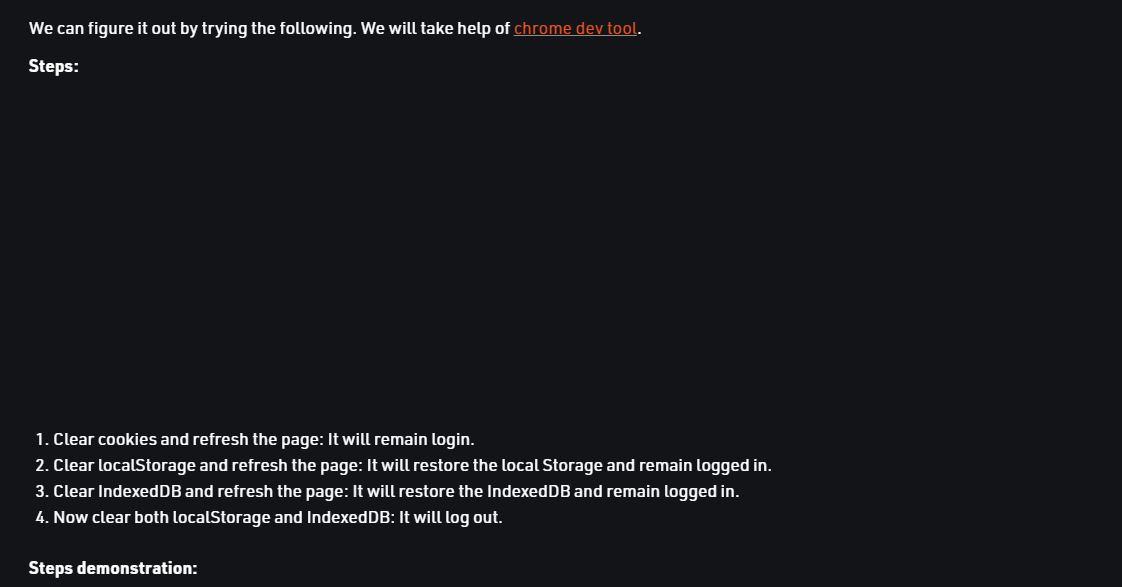 We can figure it out by trying the following. We will take help of chrome dev tool.
Steps:
1. Clear cookies and refresh the page: It will remain login.
2. Clear localStorage and refresh the page: It will restore the local Storage and remain logged in.
3. Clear IndexedDB and refresh the page: It will restore the IndexedDB and remain logged in.
4. Now clear both localStorage and IndexedDB: It will log out.
Steps demonstration: